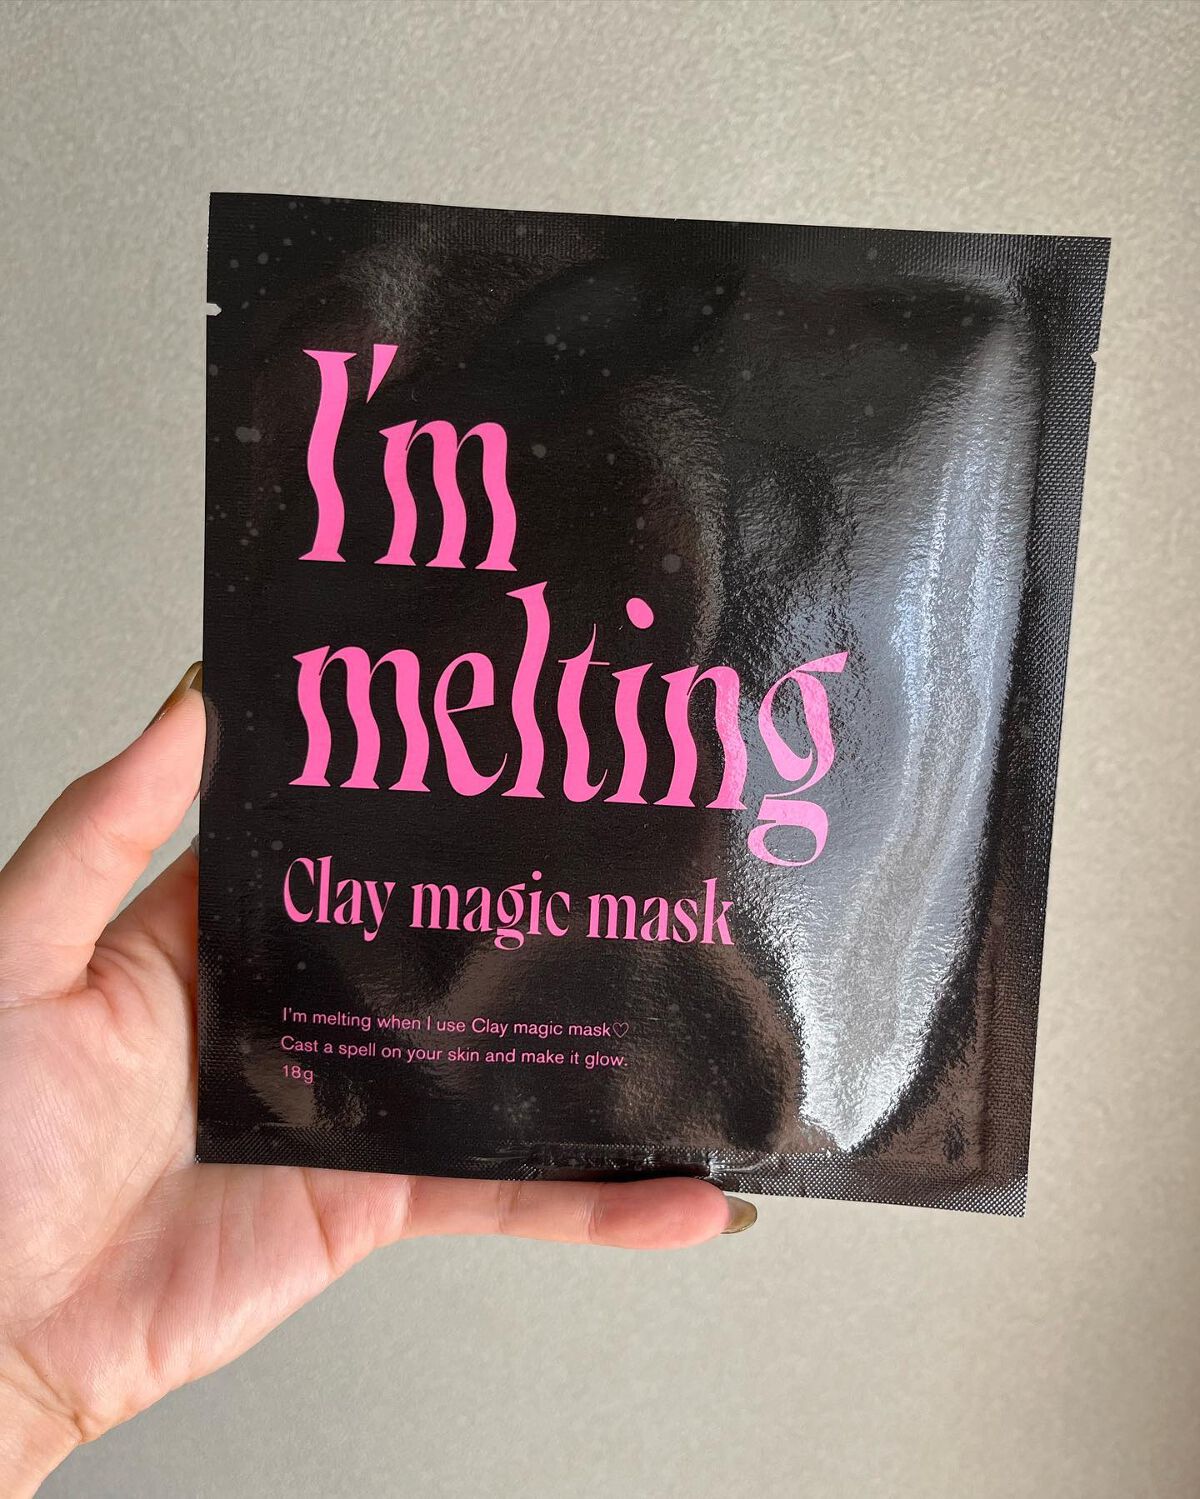 I'm
melting
Clay magic mask
I'm melting when I use Clay magic mask♡
Cast a spell on your skin and make it glow.
18g